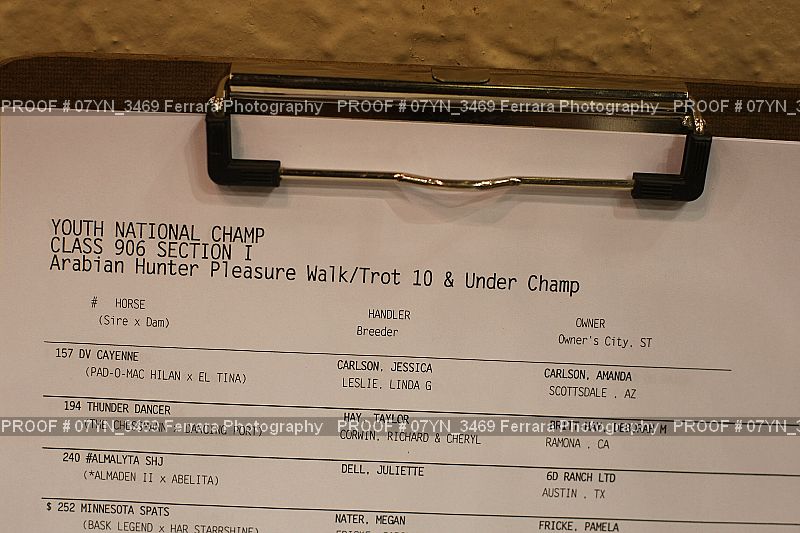 PROOF # 07YN_3469 Ferrara Photography PROOF # 07YN_3469 Ferrara Photography PROOF # 07YN_3
YOUTH NATIONAL CHAMP
CLASS 906 SECTION I
Arabian Hunter Pleasure Walk/Trot 10 & Under Champ
# HORSE HANDLER OWNER
(Sire x Dam) Breeder Owner's City, ST
157 DV CAYENNE CARLSON, JESSICA CARLSON, AMANDA
(PAD-O-MAC HILAN x EL TINA) LESLIE, LINDA G SCOTTSDALE , AZ
194 THUNDER DANCER HAY, TAYLOR
PROOF # 07YN_3469 Ferrara Photography PROOF # 07YN_3469 Ferrara Photography PROOF # 07YN_3
CORWIN, RICHARD & CHERYL RAMONA , CA
240 #ALMALYTA SHJ DELL, JULIETTE 6D RANCH LTD
(*ALMADEN II x ABELITA) AUSTIN , TX
$ 252 MINNESOTA SPATS NATER, MEGAN FRICKE, PAMELA
(BASK LEGEND x HAR STARRSHINE)